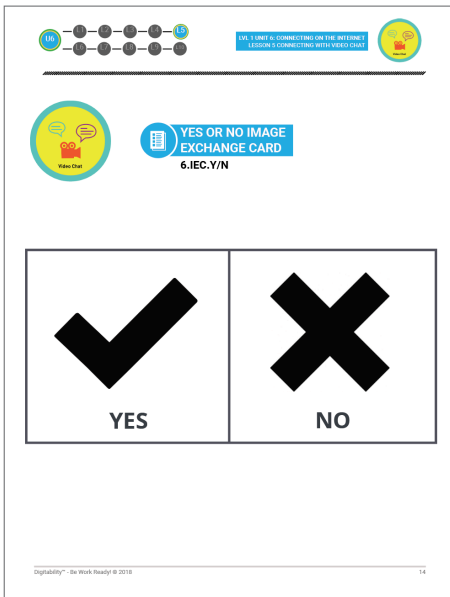 U6
L1 L2 L3 L4 L5
L6 L7 L8 L9
LVL 1 UNIT 6: CONNECTING ON THE INTERNET
LESSON 5 CONNECTING WITH VIDEO CHAT
Video Chat
Video Chat
YES OR NO IMAGE
EXCHANGE CARD
6.IEC.Y/N
YES
NO
Digitability™ - Be Work Ready! © 2018
14